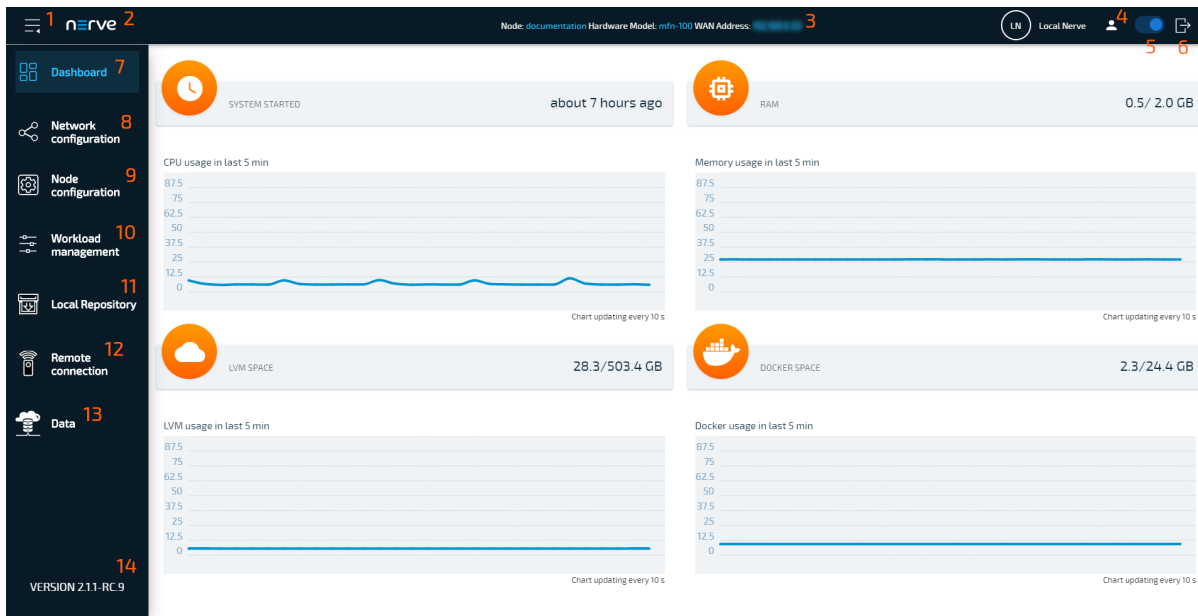 1 nerve 2
Node: documentation Hardware Model: mfn-100 WAN Address: 3
LN Local Nerve 4
5 6
Dashboard 7
Network 8
configuration
Node 9
configuration
Workload 10
management
11
Local Repository
Remote 12
connection
Data 13
14
VERSION 2.1.1-RC.9
SYSTEM STARTED about 7 hours ago
RAM 0.5/ 2.0 GB
CPU usage in last 5 min
87.5
75
62.5
50
37.5
25
12.5
0
Chart updating every 10 s
Memory usage in last 5 min
87.5
75
62.5
50
37.5
25
12.5
0
Chart updating every 10 s
LVM SPACE 28.3/503.4 GB
DOCKER SPACE 2.3/24.4 GB
LVM usage in last 5 min
87.5
75
62.5
50
37.5
25
12.5
0
Chart updating every 10 s
Docker usage in last 5 min
87.5
75
62.5
50
37.5
25
12.5
0
Chart updating every 10 s